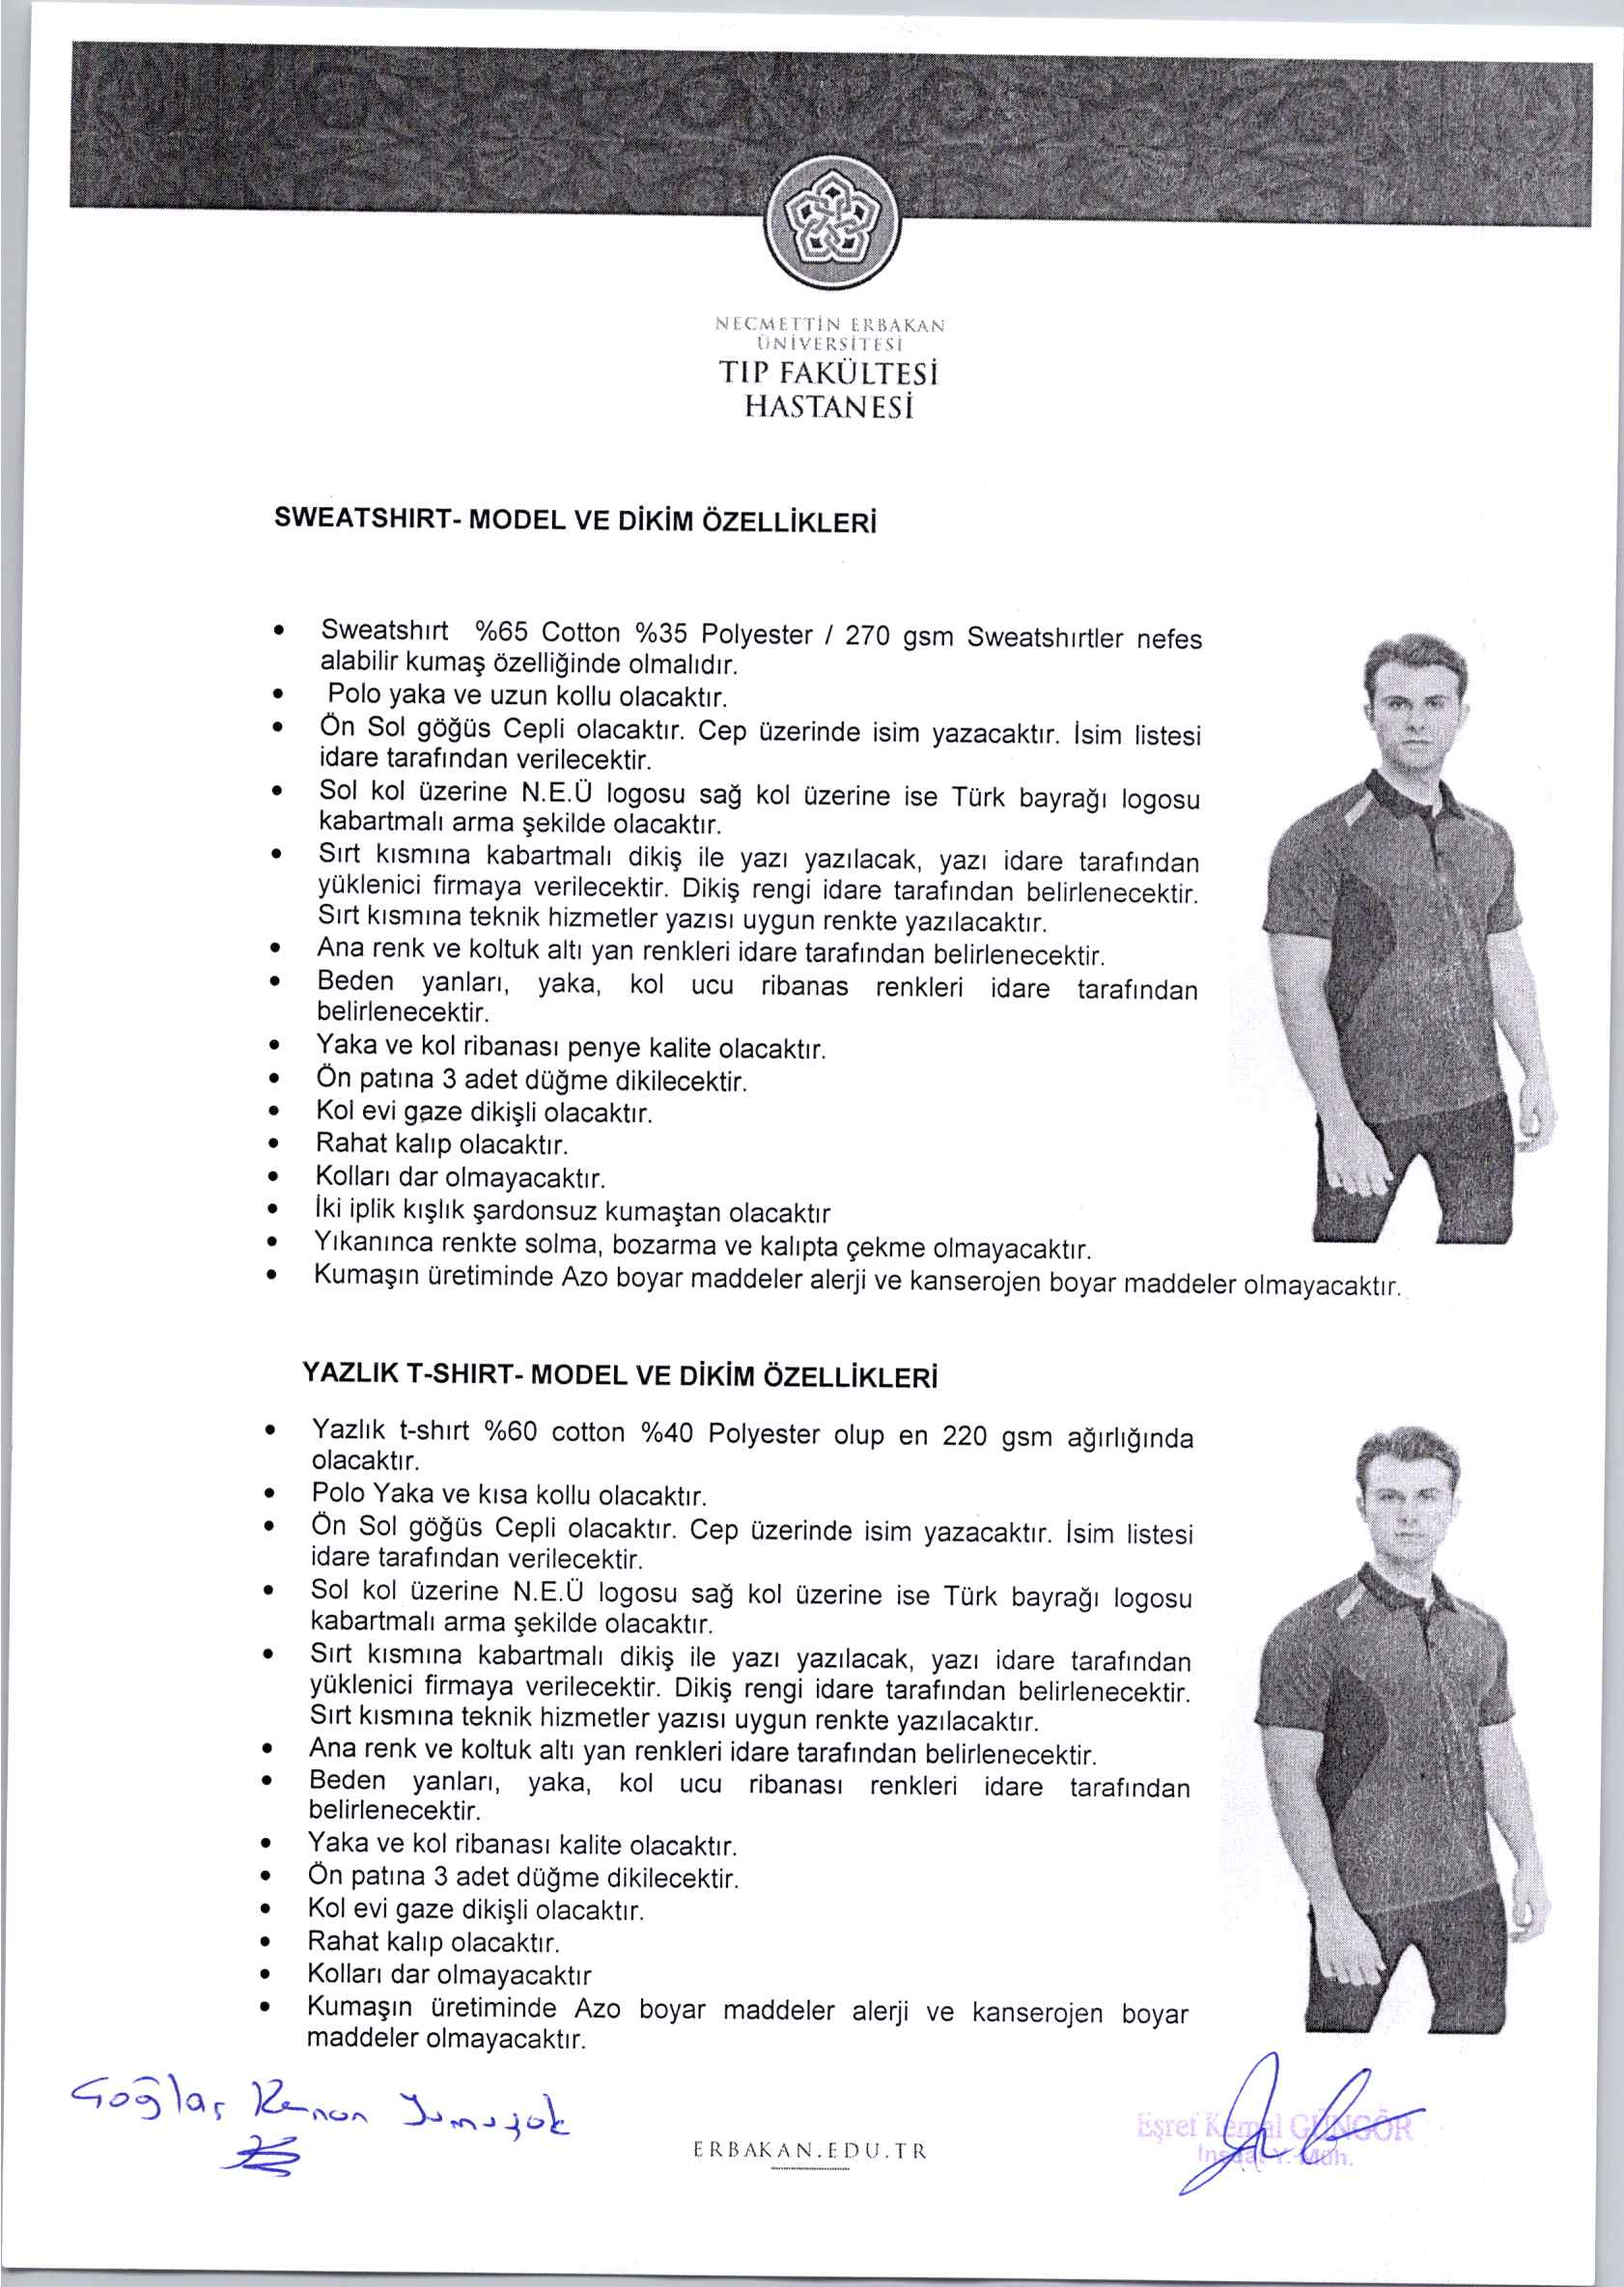 NECMETTİN ERBAKAN
ÜNİVERSİTESİ
TIP FAKÜLTESİ
HASTANESİ
SWEATSHIRT- MODEL VE DİKİM ÖZELLİKLERİ
• Sweatshırt %65 Cotton %35 Polyester / 270 gsm Sweatshırtler nefes
alabilir kumaş özelliğinde olmalıdır.
• Polo yaka ve uzun kollu olacaktır.
• Ön Sol göğüs Cepli olacaktır. Cep üzerinde isim yazacaktır. İsim listesi
idare tarafından verilecektir.
• Sol kol üzerine N.E.Ü logosu sağ kol üzerine ise Türk bayrağı logosu
kabartmalı arma şekilde olacaktır.
• Sırt kısmına kabartmalı dikiş ile yazı yazılacak, yazı idare tarafından
yüklenici firmaya verilecektir. Dikiş rengi idare tarafından belirlenecektir.
Sırt kısmına teknik hizmetler yazısı uygun renkte yazılacaktır.
• Ana renk ve koltuk altı yan renkleri idare tarafından belirlenecektir.
• Beden yanları, yaka, kol ucu ribanas renkleri idare tarafından
belirlenecektir.
• Yaka ve kol ribanası penye kalite olacaktır.
• Ön patına 3 adet düğme dikilecektir.
• Kol evi gaze dikişli olacaktır.
• Rahat kalıp olacaktır.
• Kolları dar olmayacaktır.
• İki iplik kışlık şardonsuz kumaştan olacaktır
• Yıkanınca renkte solma, bozarma ve kalıpta çekme olmayacaktır.
• Kumaşın üretiminde Azo boyar maddeler alerji ve kanserojen boyar maddeler olmayacaktır.
YAZLIK T-SHIRT- MODEL VE DİKİM ÖZELLİKLERİ
• Yazlık t-shırt %60 cotton %40 Polyester olup en 220 gsm ağırlığında
olacaktır.
• Polo Yaka ve kısa kollu olacaktır.
• Ön Sol göğüs Cepli olacaktır. Cep üzerinde isim yazacaktır. İsim listesi
idare tarafından verilecektir.
• Sol kol üzerine N.E.Ü logosu sağ kol üzerine ise Türk bayrağı logosu
kabartmalı arma şekilde olacaktır.
• Sırt kısmına kabartmalı dikiş ile yazı yazılacak, yazı idare tarafından
yüklenici firmaya verilecektir. Dikiş rengi idare tarafından belirlenecektir.
Sırt kısmına teknik hizmetler yazısı uygun renkte yazılacaktır.
• Ana renk ve koltuk altı yan renkleri idare tarafından belirlenecektir.
• Beden yanları, yaka, kol ucu ribanası renkleri idare tarafından
belirlenecektir.
• Yaka ve kol ribanası kalite olacaktır.
• Ön patına 3 adet düğme dikilecektir.
• Kol evi gaze dikişli olacaktır.
• Rahat kalıp olacaktır.
• Kolları dar olmayacaktır
• Kumaşın üretiminde Azo boyar maddeler alerji ve kanserojen boyar
maddeler olmayacaktır.
Çağlar Kenan Yumuşak
Eşref Kemal GÜNGÖR
İnşaat Y. Müh.
ERBAKAN.EDU.TR